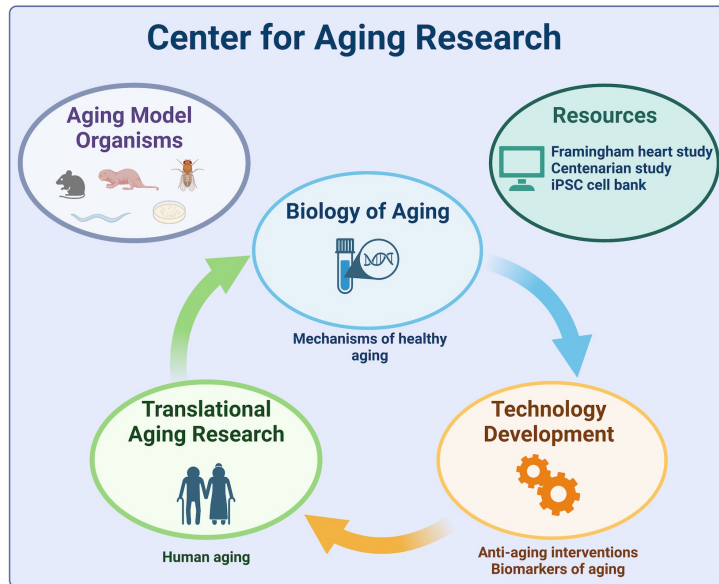 Center for Aging Research
Aging Model
Organisms
Resources
Framingham heart study
Centenarian study
iPSC cell bank
Biology of Aging
Mechanisms of healthy
aging
Translational
Aging Research
Human aging
Technology
Development
Anti-aging interventions
Biomarkers of aging